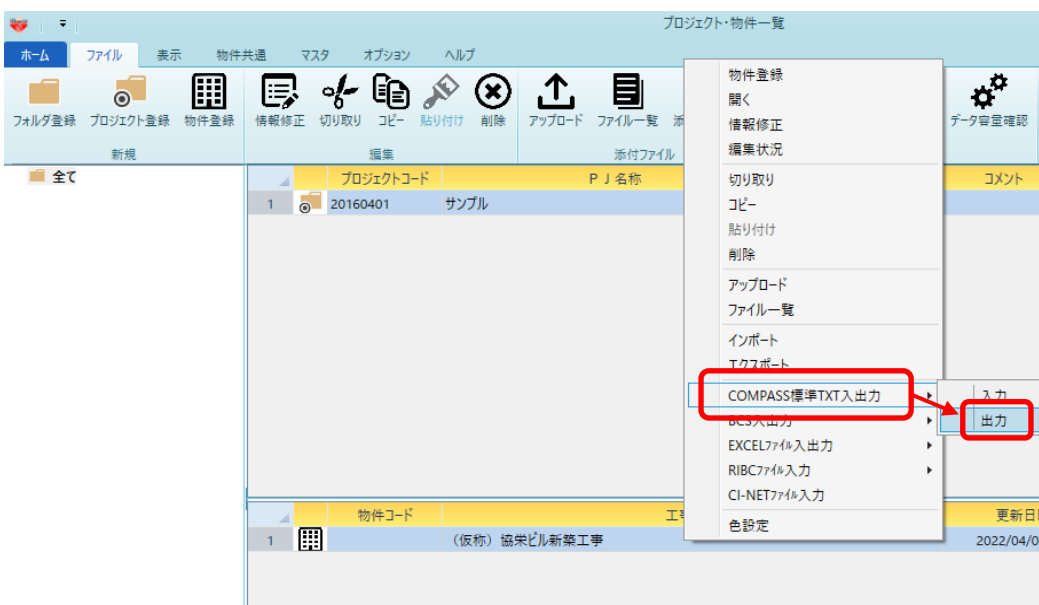 プロジェクト・物件一覧
ホーム ファイル 表示 物件共通 マスタ オプション ヘルプ
フォルダ登録 プロジェクト登録 物件登録 情報修正 切り取り コピー 貼り付け 削除 アップロード ファイル一覧 添 データ容量確認
新規 編集 添付ファイル
全て
プロジェクトコード PJ名称 コメント
1 20160401 サンプル
物件登録
開く
情報修正
編集状況
切り取り
コピー
貼り付け
削除
アップロード
ファイル一覧
インポート
エクスポート
COMPASS標準TXT入出力
入力
出力
BCS入出力
EXCELファイル入出力
RIBCファイル入力
CI-NETファイル入力
色設定
物件コード 工 更新日
1 (仮称)協栄ビル新築工事 2022/04/0